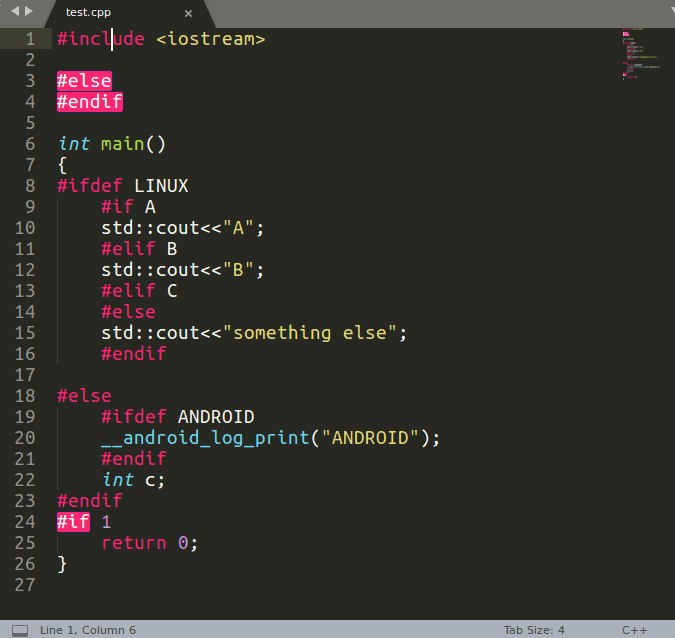 test.cpp ×
1 #include <iostream>
2
3 #else
4 #endif
5
6 int main()
7 {
8 #ifdef LINUX
9     #if A
10     std::cout<<"A";
11     #elif B
12     std::cout<<"B";
13     #elif C
14     #else
15     std::cout<<"something else";
16     #endif
17
18 #else
19     #ifdef ANDROID
20     __android_log_print("ANDROID");
21     #endif
22     int c;
23 #endif
24 #if 1
25     return 0;
26 }
27
Line 1, Column 6 Tab Size: 4 C++